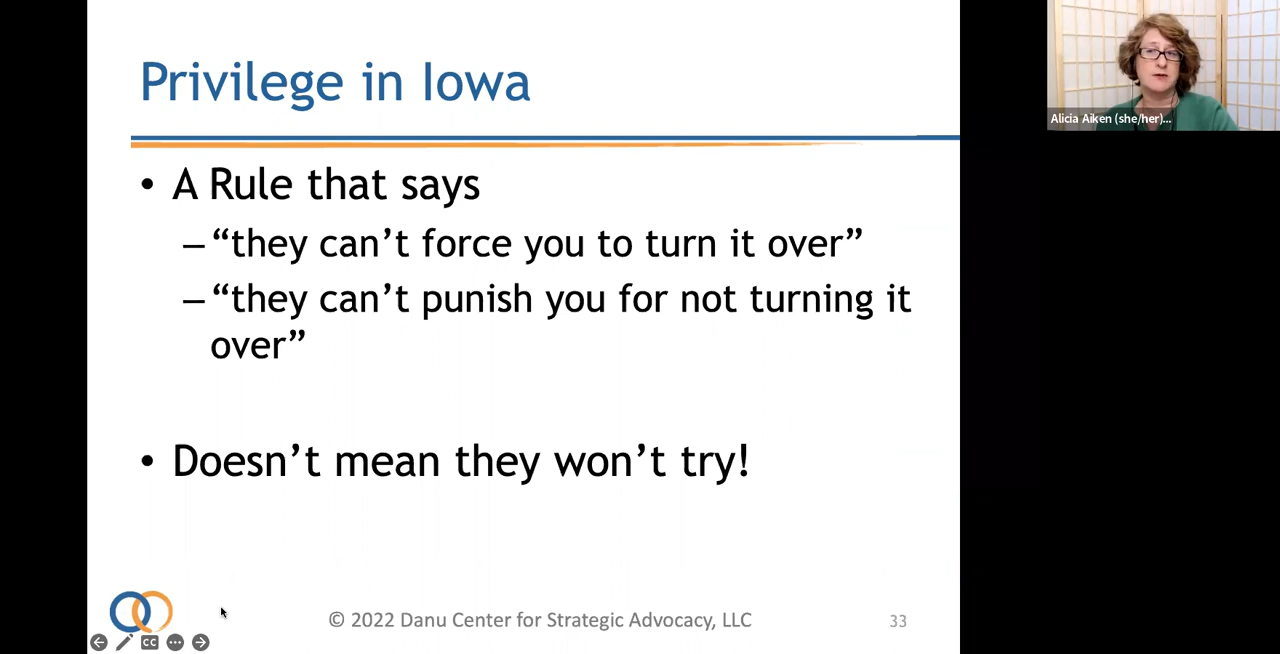 Privilege in Iowa
• A Rule that says
– “they can’t force you to turn it over”
– “they can’t punish you for not turning it
over”
• Doesn’t mean they won’t try!
© 2022 Danu Center for Strategic Advocacy, LLC
33
CC
Alicia Aiken (she/her)...